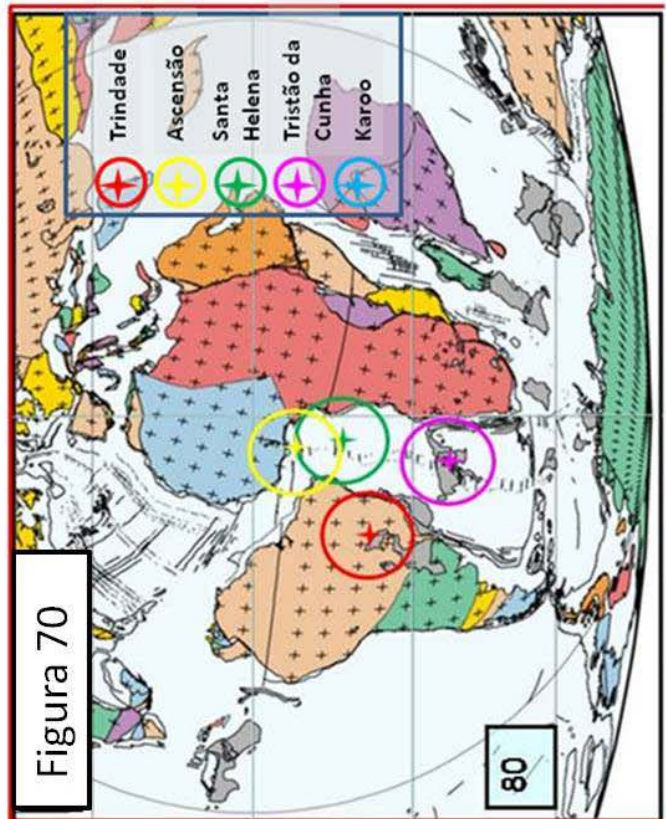 Trindade
Ascensão
Santa
Helena
Tristão da
Cunha
Karoo
Figura 70
80